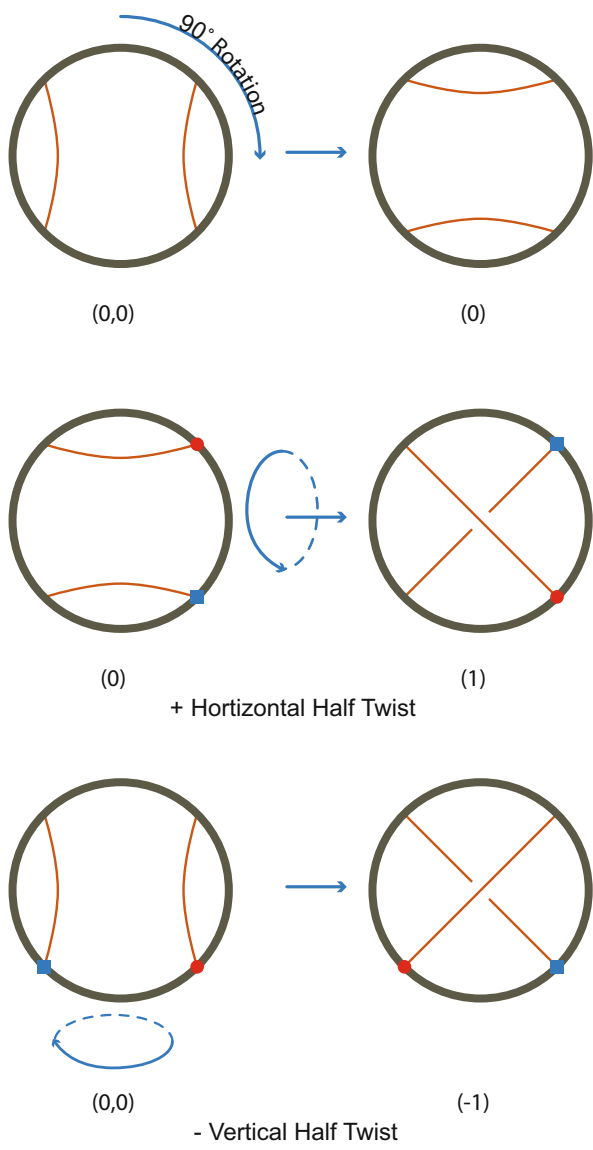 90° Rotation
(0,0)
(0)
(0)
(1)
+ Hortizontal Half Twist
(0,0)
(-1)
- Vertical Half Twist